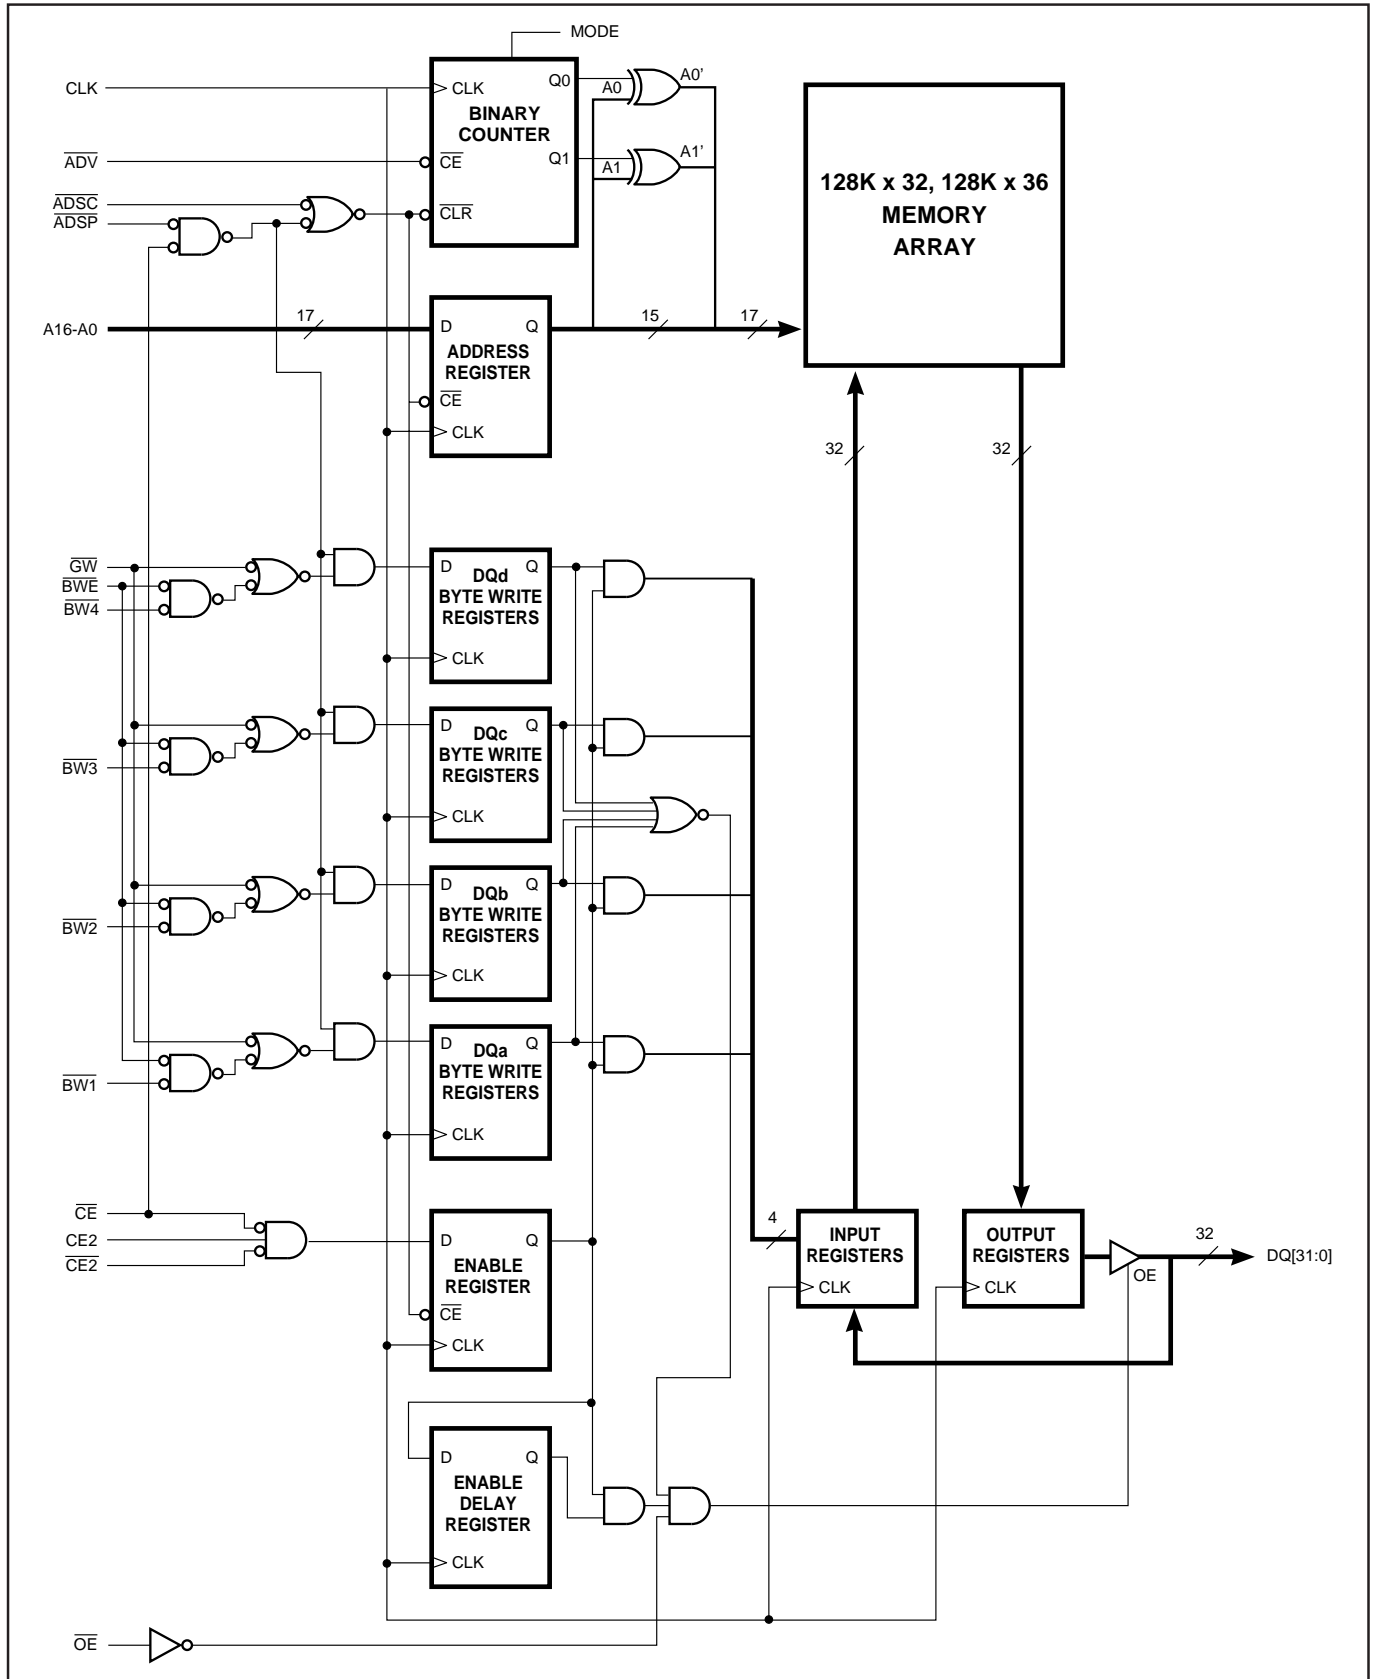 MODE
CLK
CLK
Q0
A0
A0'
BINARY
COUNTER
ADV
CE
Q1
A1
A1'
ADSC
ADSP
CLR
128K x 32, 128K x 36
MEMORY
ARRAY
A16-A0
17
D
Q
15
17
ADDRESS
REGISTER
CE
CLK
32
32
GW
BWE
BW4
D
Q
DQd
BYTE WRITE
REGISTERS
CLK
BW3
D
Q
DQc
BYTE WRITE
REGISTERS
CLK
BW2
D
Q
DQb
BYTE WRITE
REGISTERS
CLK
BW1
D
Q
DQa
BYTE WRITE
REGISTERS
CLK
CE
CE2
CE2
D
Q
ENABLE
REGISTER
CE
CLK
4
INPUT
REGISTERS
CLK
OUTPUT
REGISTERS
CLK
OE
32
DQ[31:0]
D
Q
ENABLE
DELAY
REGISTER
CLK
OE